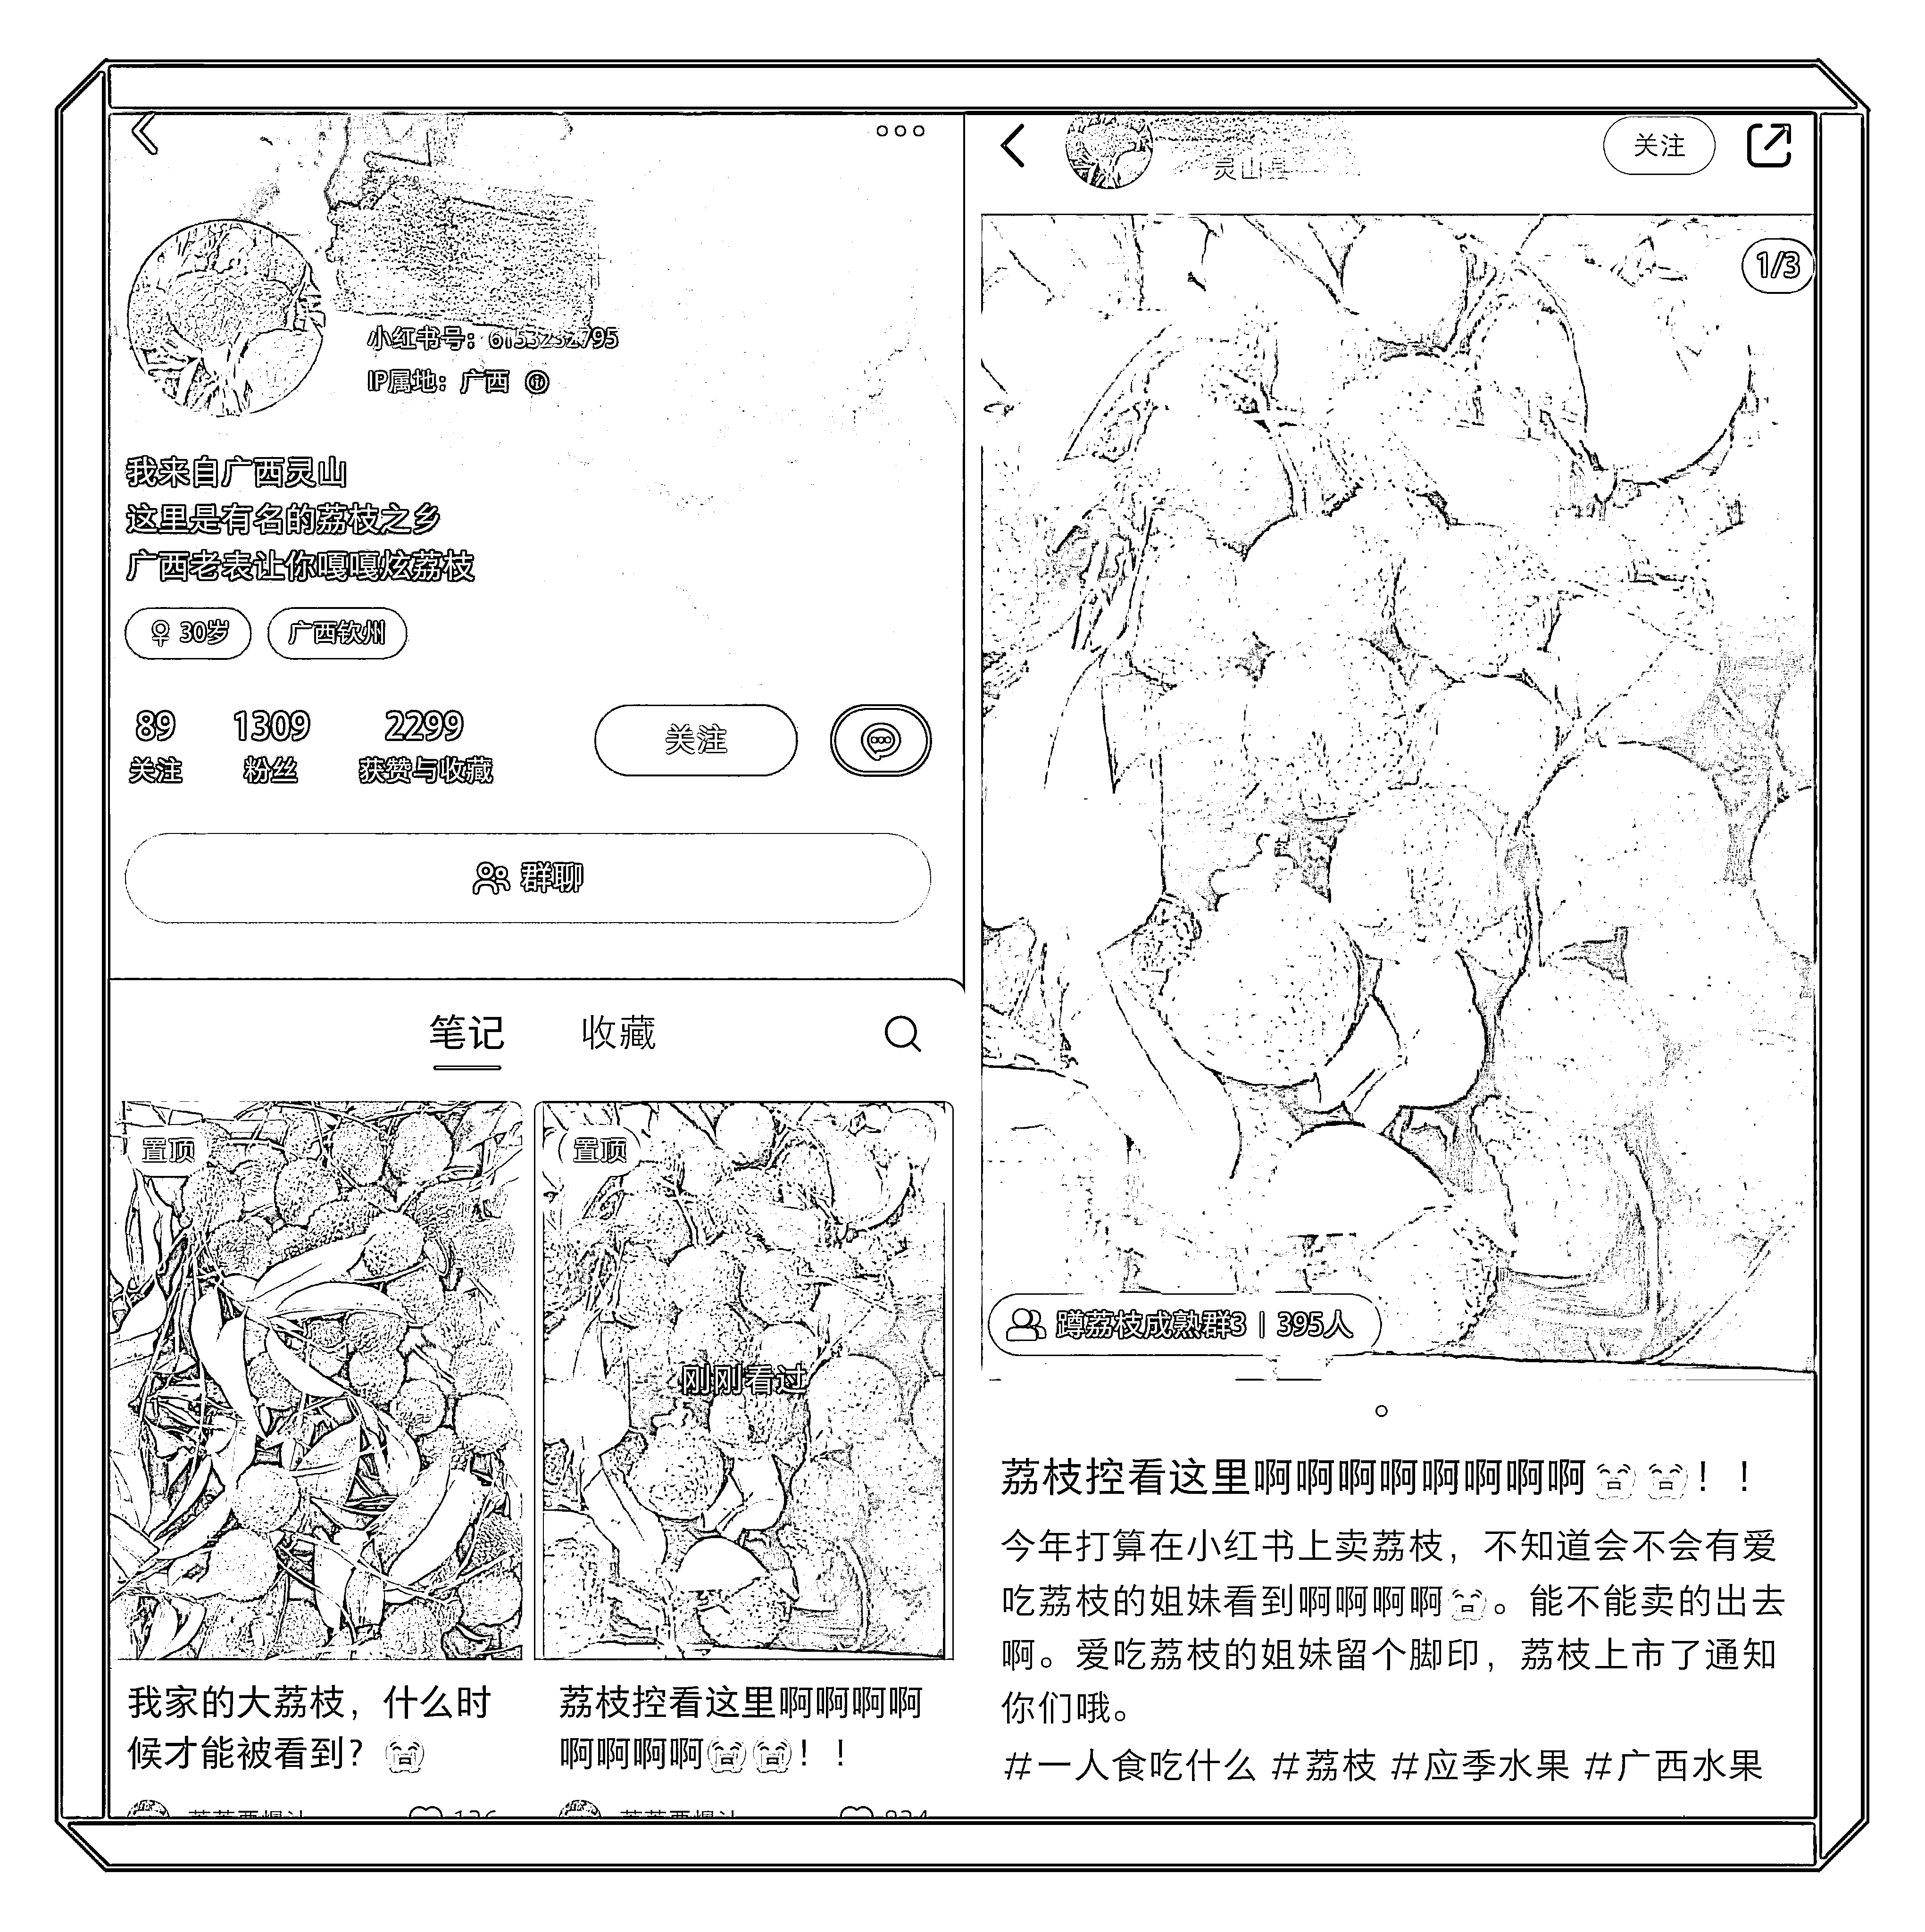 小红书号：6153232795
IP属地：广西
我来自广西灵山
这里是有名的荔枝之乡
广西老表让你嘎嘎炫荔枝
30岁
广西钦州
89
1309
2299
关注
粉丝
获赞与收藏
关注
群聊
笔记
收藏
置顶
置顶
刚刚看过
我家的大荔枝，什么时
候才能被看到？
荔枝控看这里啊啊啊啊
啊啊啊啊！！
灵山县
关注
1/3
蹲荔枝成熟群3 | 395人
荔枝控看这里啊啊啊啊啊啊啊啊！！
今年打算在小红书上卖荔枝，不知道会不会有爱
吃荔枝的姐妹看到啊啊啊啊。能不能卖的出去
啊。爱吃荔枝的姐妹留个脚印，荔枝上市了通知
你们哦。
#一人食吃什么 #荔枝 #应季水果 #广西水果